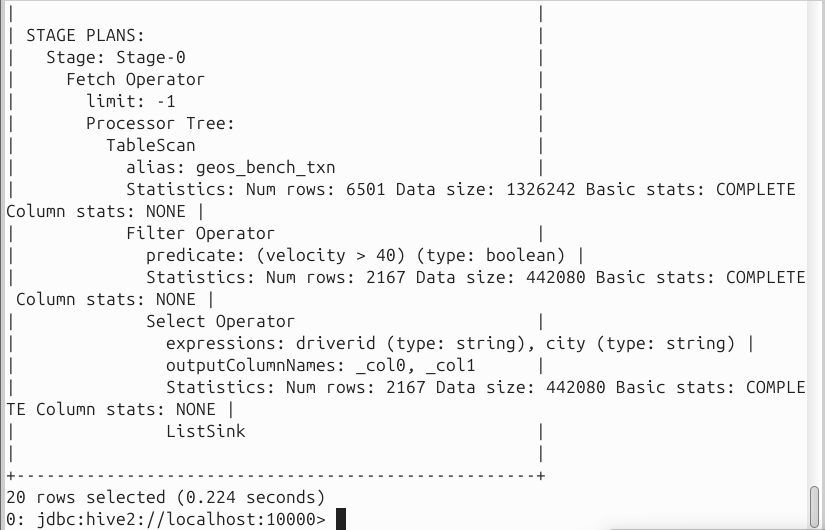 |                                                    |
| STAGE PLANS:                                       |
|   Stage: Stage-0                                   |
|     Fetch Operator                                 |
|       limit: -1                                    |
|       Processor Tree:                              |
|         TableScan                                  |
|           alias: geos_bench_txn                    |
|           Statistics: Num rows: 6501 Data size: 1326242 Basic stats: COMPLETE
Column stats: NONE |
|           Filter Operator                          |
|             predicate: (velocity > 40) (type: boolean) |
|             Statistics: Num rows: 2167 Data size: 442080 Basic stats: COMPLETE
 Column stats: NONE |
|             Select Operator                        |
|               expressions: driverid (type: string), city (type: string) |
|               outputColumnNames: _col0, _col1      |
|               Statistics: Num rows: 2167 Data size: 442080 Basic stats: COMPLE
TE Column stats: NONE |
|               ListSink                             |
|                                                    |
+----------------------------------------------------+
20 rows selected (0.224 seconds)
0: jdbc:hive2://localhost:10000>